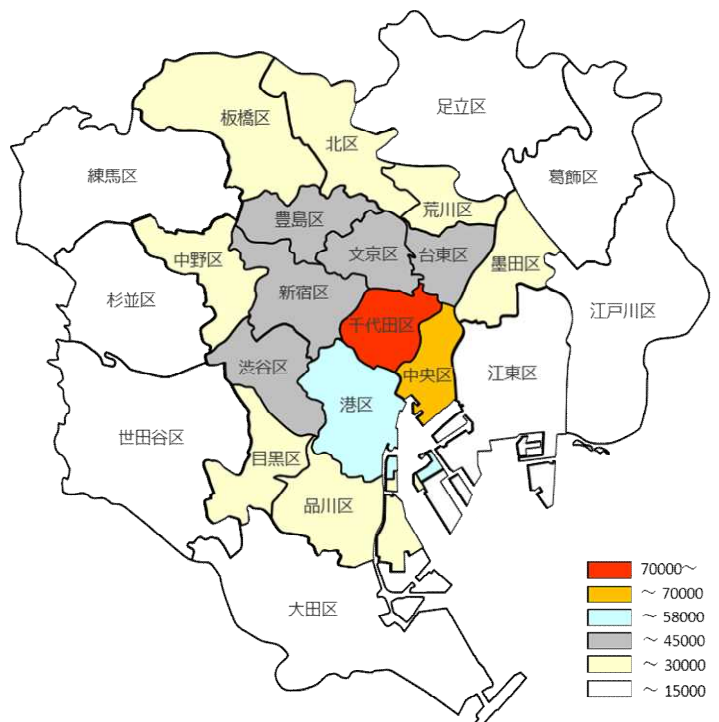 足立区
板橋区
北区
練馬区
葛飾区
荒川区
豊島区
文京区
台東区
中野区
墨田区
新宿区
杉並区
江戸川区
千代田区
渋谷区
中央区
江東区
港区
世田谷区
目黒区
品川区
大田区
70000～
～ 70000
～ 58000
～ 45000
～ 30000
～ 15000